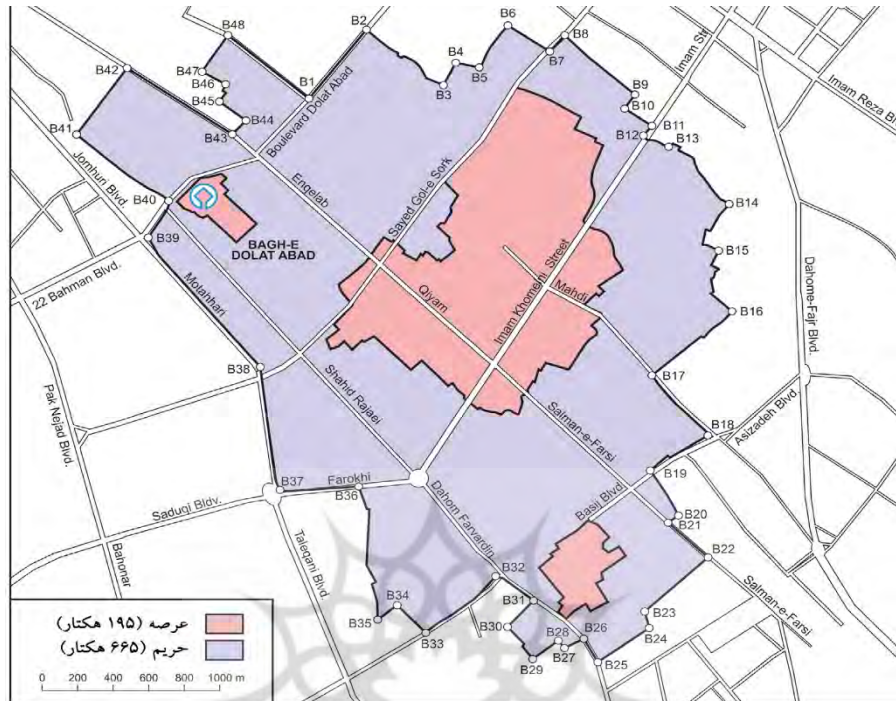 B48
B2
B6
B8
B4
B7
B5
B3
B42
B47
B46
B45
B1
B44
B43
B41
B9
B10
B11
B12
B13
B14
B15
B16
B17
B18
B19
B20
B21
B22
B23
B24
B25
B26
B27
B28
B29
B30
B31
B32
B33
B34
B35
B36
B37
B38
B39
B40
Imam Str.
Imam Reza Bl
Boulevard Dolat Abad
Jomhuri Blvd.
Engelab
Sayed Gol-e Sork
BAGH-E
DOLAT ABAD
22 Bahman Blvd.
Motahhari
Qiyam
Imam Khomeini Street
Mahdi
Dahome-Fajr Blvd.
Pak Nejad Blvd.
Shahid Rajaei
Salman-e-Farsi
Asizadeh Blvd.
Farokhi
Saduqi Bldv.
Dahom Farvardin
Basij Blvd.
Bahonar
Taleqani Blvd.
Salman-e-Farsi
عرصه (۱۹۵ هکتار)
حریم (۶۶۵ هکتار)
0 200 400 600 800 1000 m